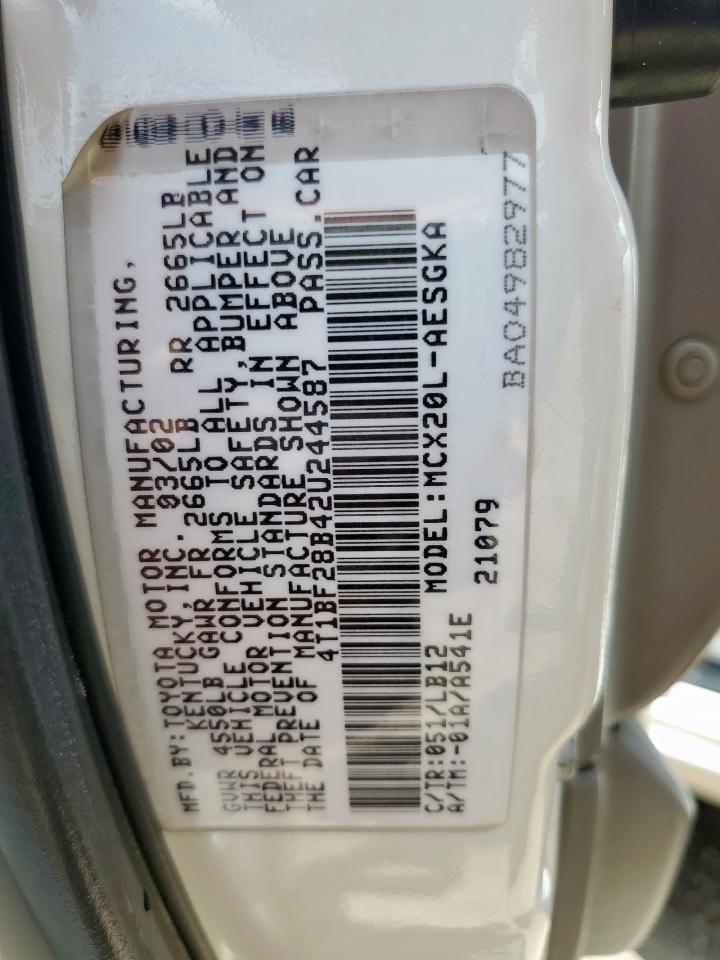 MFD.BY:TOYOTA MOTOR MANUFACTURING,
KENTUCKY,INC. 03/02
GVWR 4550LB GAWR FR 2665LB RR 2665LB
THIS VEHICLE CONFORMS TO ALL APPLICABLE
FEDERAL MOTOR VEHICLE SAFETY,BUMPER AND
THEFT PREVENTION STANDARDS IN EFFECT ON
THE DATE OF MANUFACTURE SHOWN ABOVE
4T1BF28B42U244587 PASS.CAR
C/TR:051/LB12 MODEL:MCX20L-AESGKA
A/TM:-01A/A541E 21079
BA04982977